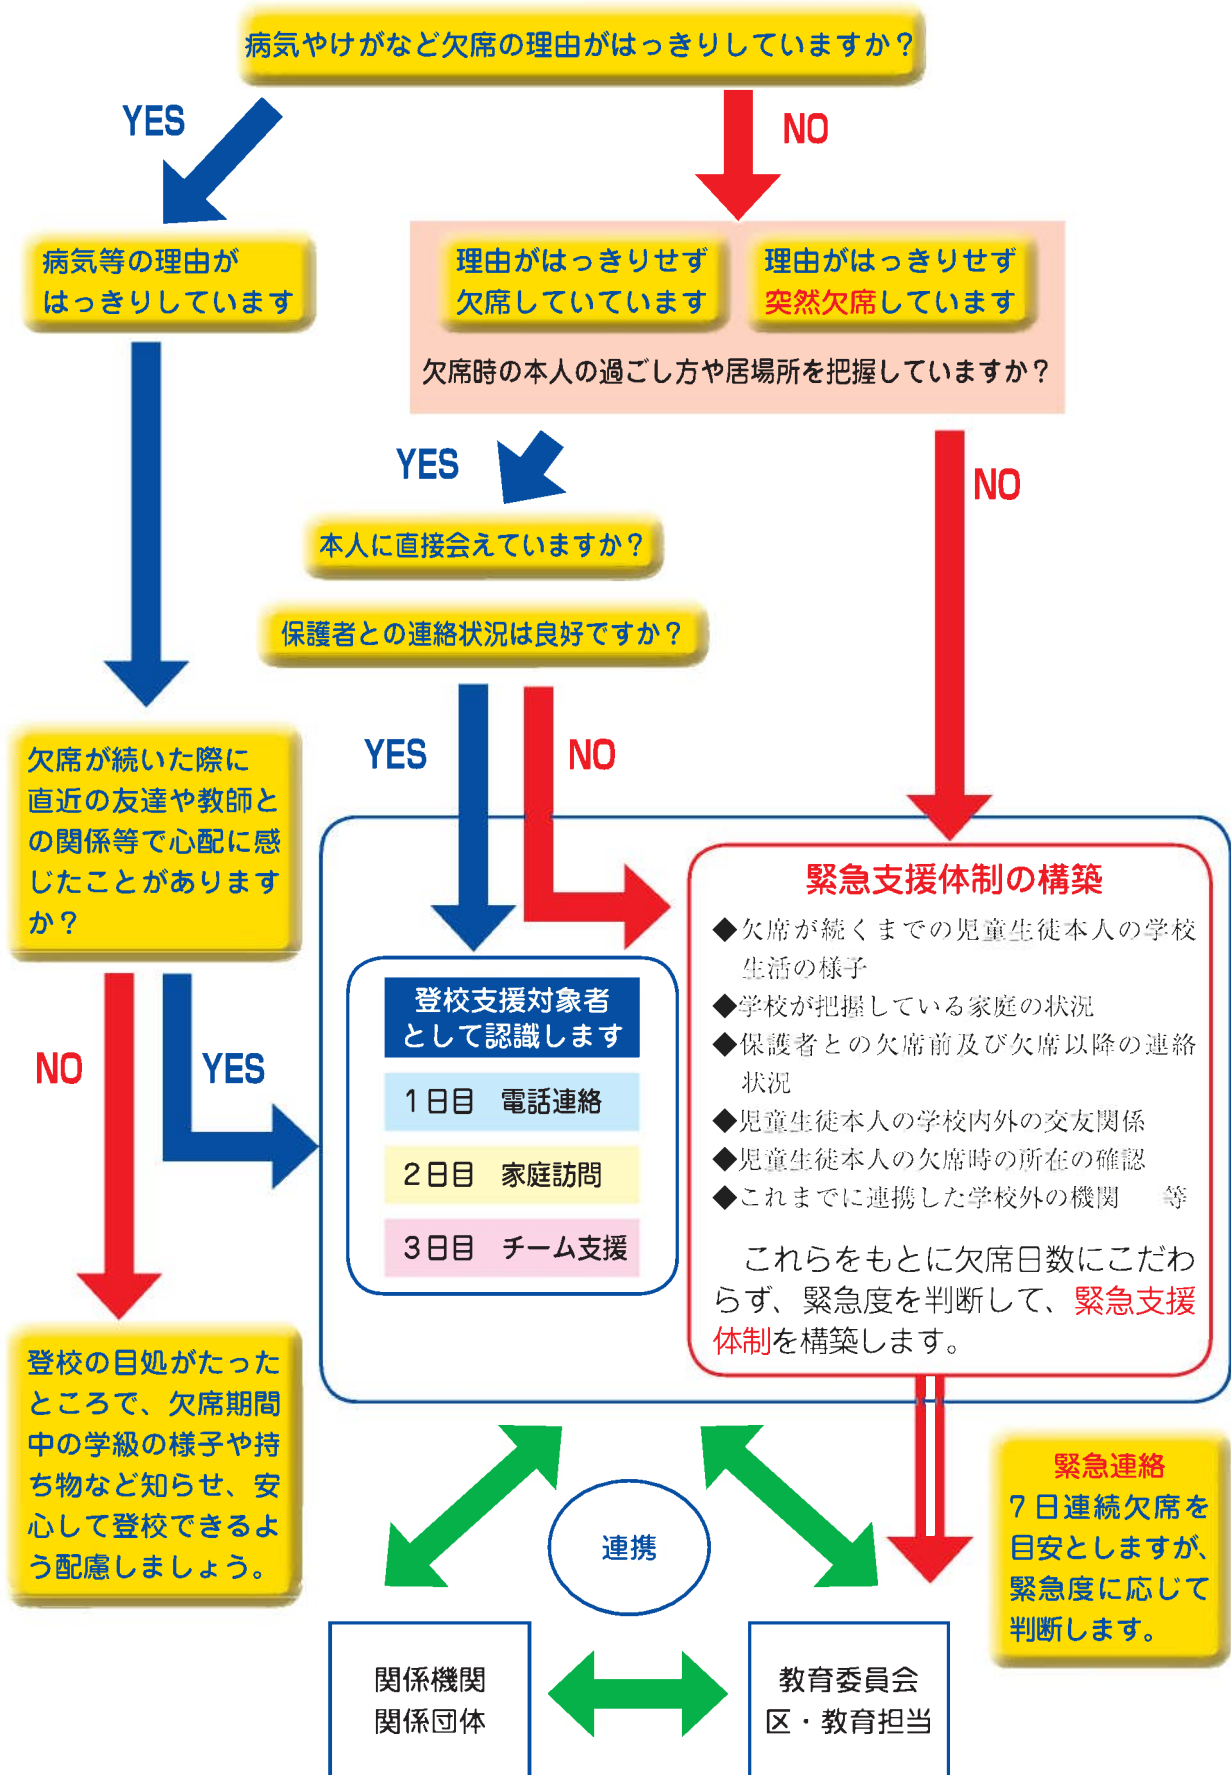 病気やけがなど欠席の理由がはっきりしていますか？
YES
NO
病気等の理由が
はっきりしています
理由がはっきりせず
欠席していています
理由がはっきりせず
突然欠席しています
欠席時の本人の過ごし方や居場所を把握していますか？
YES
NO
本人に直接会えていますか？
保護者との連絡状況は良好ですか？
YES
NO
欠席が続いた際に
直近の友達や教師と
の関係等で心配に感
じたことがあります
か？
NO
YES
登校支援対象者
として認識します
1日目　電話連絡
2日目　家庭訪問
3日目　チーム支援
緊急支援体制の構築
◆欠席が続くまでの児童生徒本人の学校
生活の様子
◆学校が把握している家庭の状況
◆保護者との欠席前及び欠席以降の連絡
状況
◆児童生徒本人の学校内外の交友関係
◆児童生徒本人の欠席時の所在の確認
◆これまでに連携した学校外の機関　等
これらをもとに欠席日数にこだわ
らず、緊急度を判断して、緊急支援
体制を構築します。
登校の目処がたった
ところで、欠席期間
中の学級の様子や持
ち物など知らせ、安
心して登校できるよ
う配慮しましょう。
連携
緊急連絡
7日連続欠席を
目安としますが、
緊急度に応じて
判断します。
関係機関
関係団体
教育委員会
区・教育担当